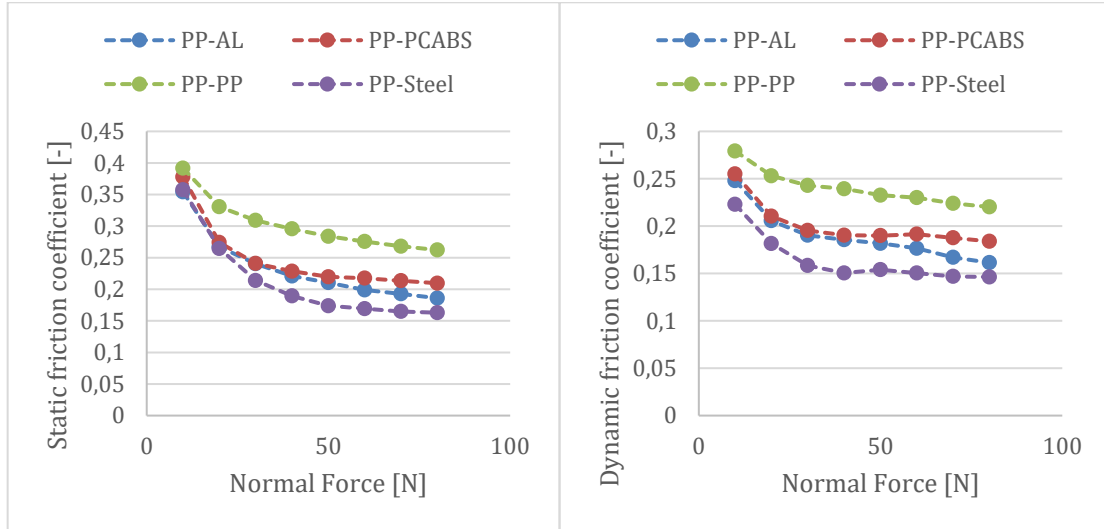 PP-AL PP-PCABS
PP-PP PP-Steel
0,45
0,4
0,35
0,3
0,25
0,2
0,15
0,1
0,05
0
0 50 100
Static friction coefficient [-]
Normal Force [N]
PP-AL PP-PCABS
PP-PP PP-Steel
0,3
0,25
0,2
0,15
0,1
0,05
0
0 50 100
Dynamic friction coefficient [-]
Normal Force [N]